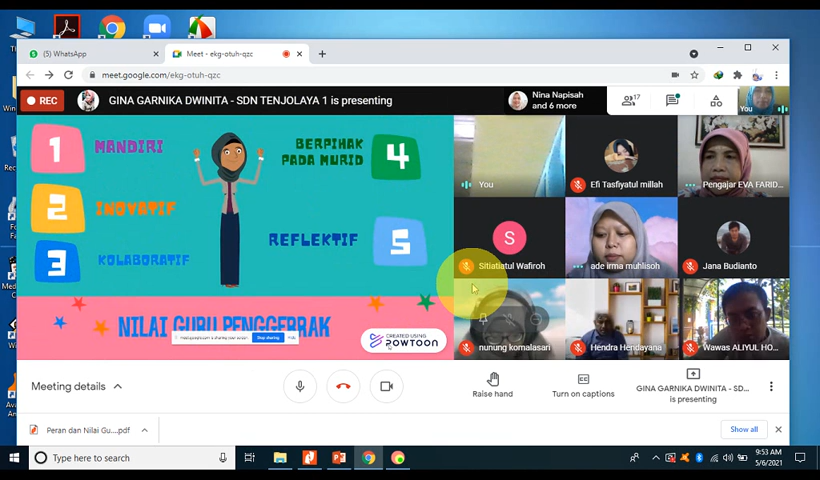 (5) WhatsApp
Meet - ekg-otuh-qzc
meet.google.com/ekg-otuh-qzc
REC
GINA GARNIKA DWINITA - SDN TENJOLAYA 1 is presenting
Nina Napisah
and 6 more
17
You
1 MANDIRI
2 INOVATIF
3 KOLABORATIF
BERPIHAK
PADA MURID 4
REFLEKTIF 5
NILAI GURU PENGGERAK
Stop sharing
Hide
CREATED USING
POWTOON
You
Efi Tasfiyatul millah
Pengajar EVA FARID...
S
Sitiatiatul Wafiroh
ade irma muhlisoh
Jana Budianto
nunung komalasari
Hendra Hendayana
Wawas ALIYUL HO...
Meeting details
Raise hand
Turn on captions
GINA GARNIKA DWINITA - SD...
is presenting
Peran dan Nilai Gu....pdf
Show all
Type here to search
9:53 AM
5/6/2021